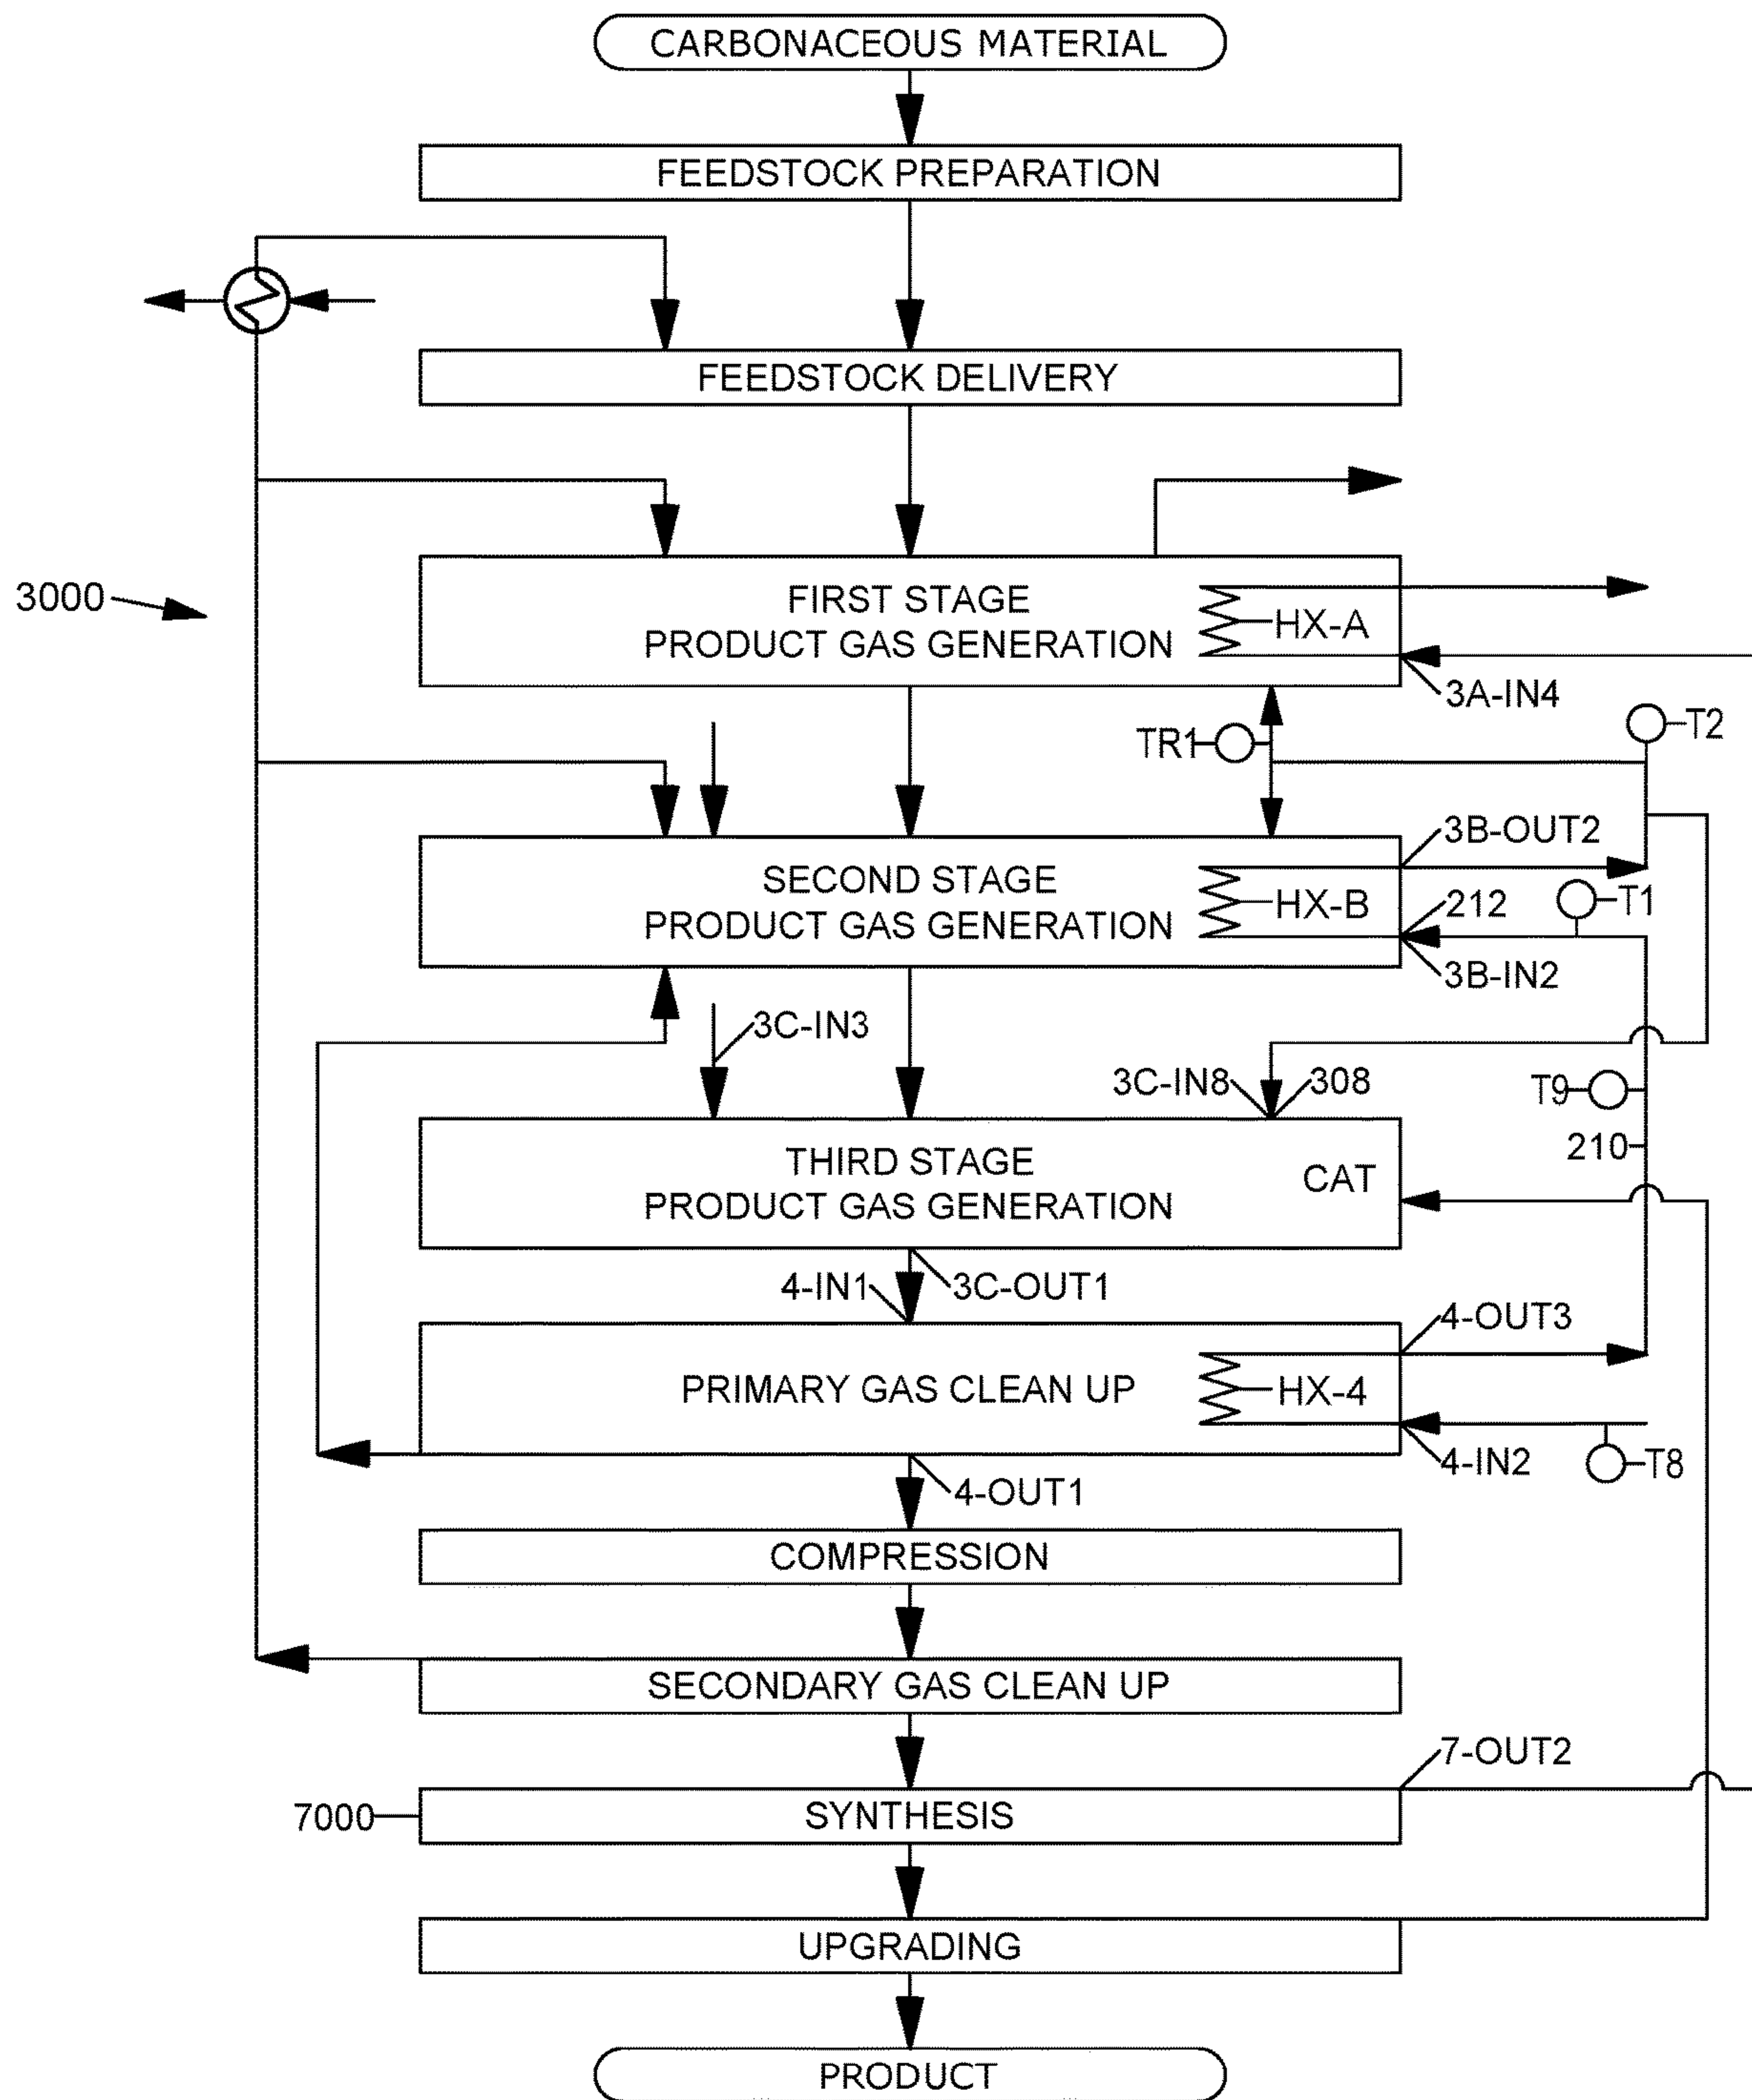 CARBONACEOUS MATERIAL
FEEDSTOCK PREPARATION
FEEDSTOCK DELIVERY
3000
FIRST STAGE
PRODUCT GAS GENERATION
HX-A
3A-IN4
TR1
T2
SECOND STAGE
PRODUCT GAS GENERATION
HX-B
3B-OUT2
212
T1
3B-IN2
3C-IN3
3C-IN8
308
T9
210
THIRD STAGE
PRODUCT GAS GENERATION
CAT
4-IN1
3C-OUT1
4-OUT3
PRIMARY GAS CLEAN UP
HX-4
4-IN2
T8
4-OUT1
COMPRESSION
SECONDARY GAS CLEAN UP
7-OUT2
7000
SYNTHESIS
UPGRADING
PRODUCT